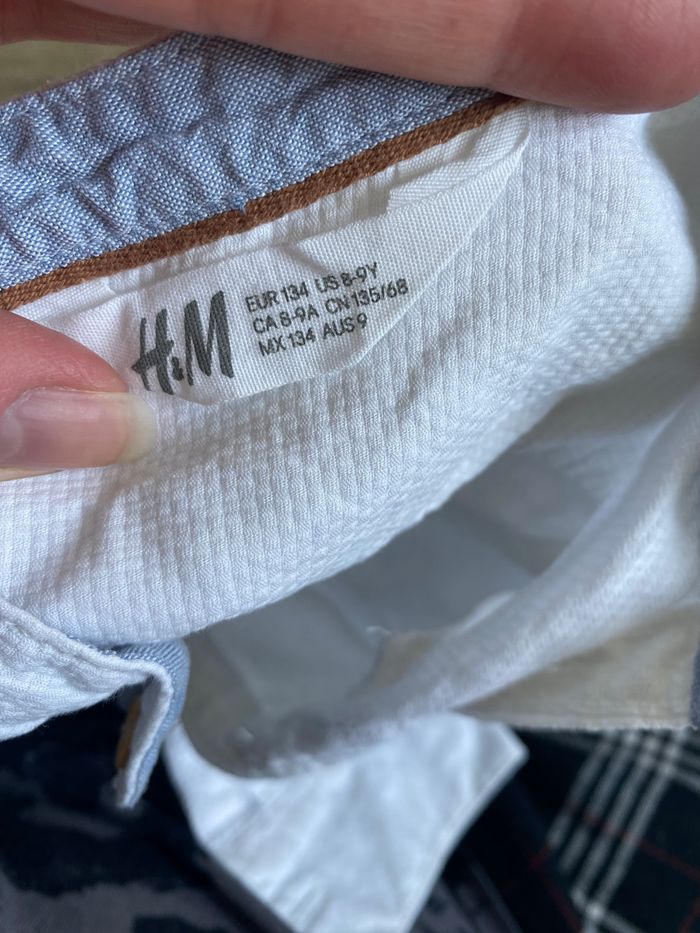 H&M
EUR 134 US 8-9Y
CA 8-9A CN 135/68
MX 134 AUS 9